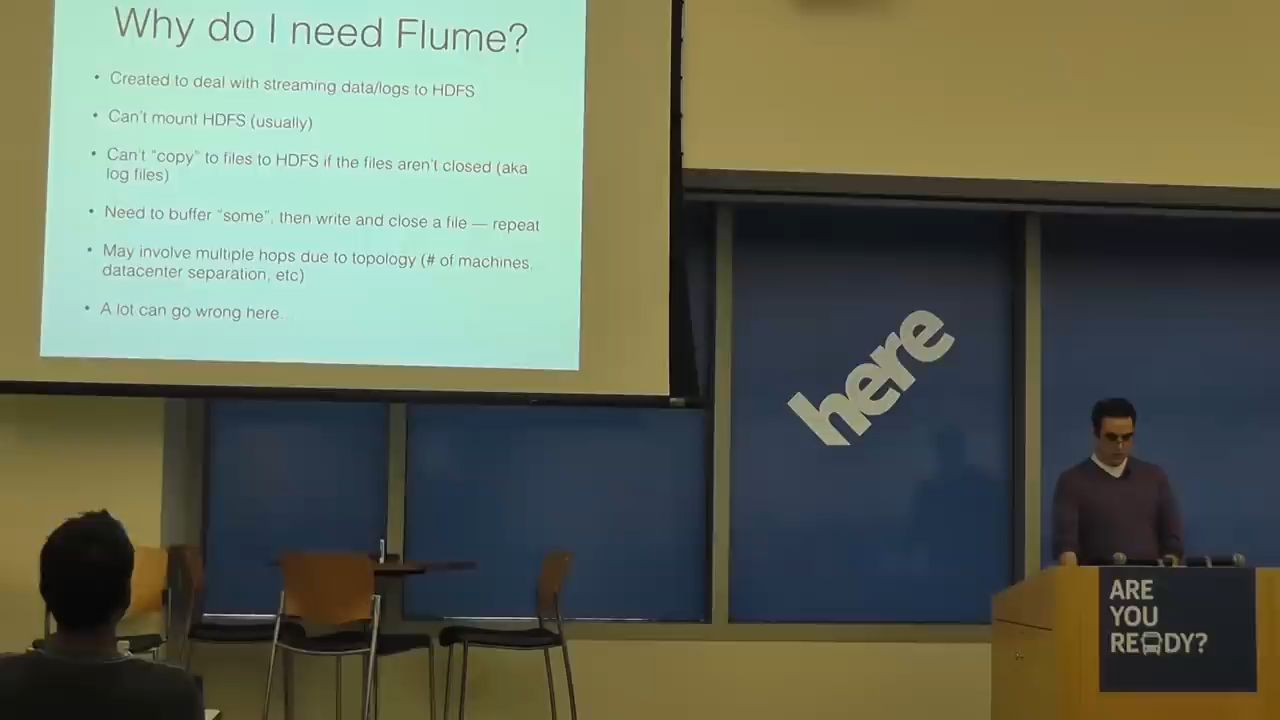 Why do I need Flume?
• Created to deal with streaming data/logs to HDFS
• Can't mount HDFS (usually)
• Can't "copy" to files to HDFS if the files aren't closed (aka
log files)
• Need to buffer "some", then write and close a file — repeat
• May involve multiple hops due to topology (# of machines,
datacenter separation, etc)
• A lot can go wrong here...
here
ARE
YOU
READY?